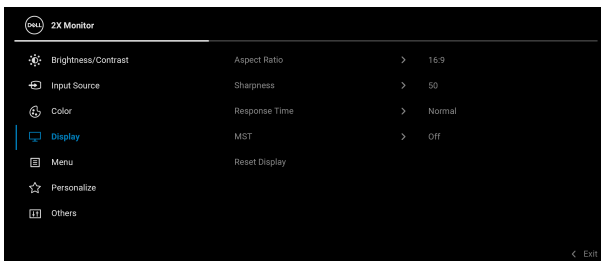 DELL 2X Monitor
Brightness/Contrast Aspect Ratio > 16:9
Input Source Sharpness > 50
Color Response Time > Normal
Display MST > Off
Menu Reset Display
Personalize
Others
< Exit